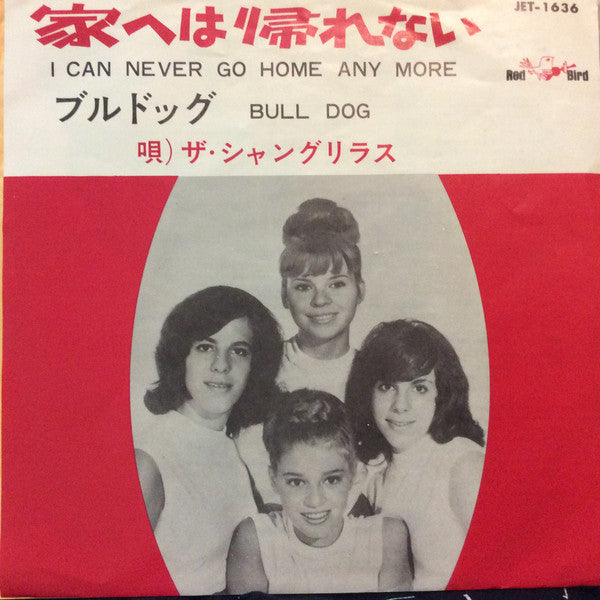 JET-1636
家へは帰れない
I CAN NEVER GO HOME ANY MORE
Red Bird
ブルドッグ BULL DOG
唄)ザ・シャングリラス